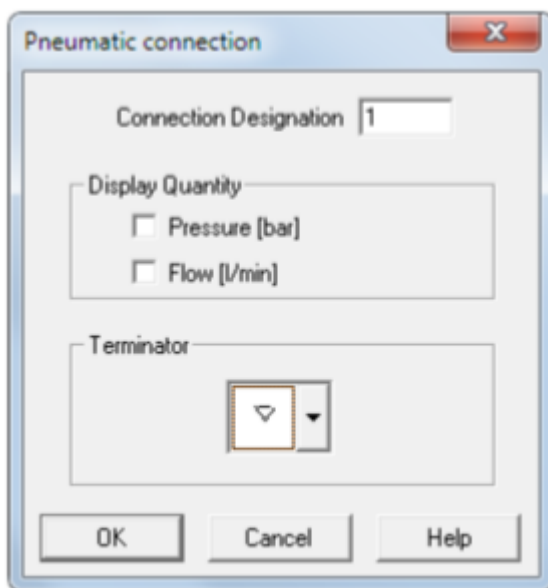 Pneumatic connection
Connection Designation 1
Display Quantity
Pressure [bar]
Flow [l/min]
Terminator
OK Cancel Help